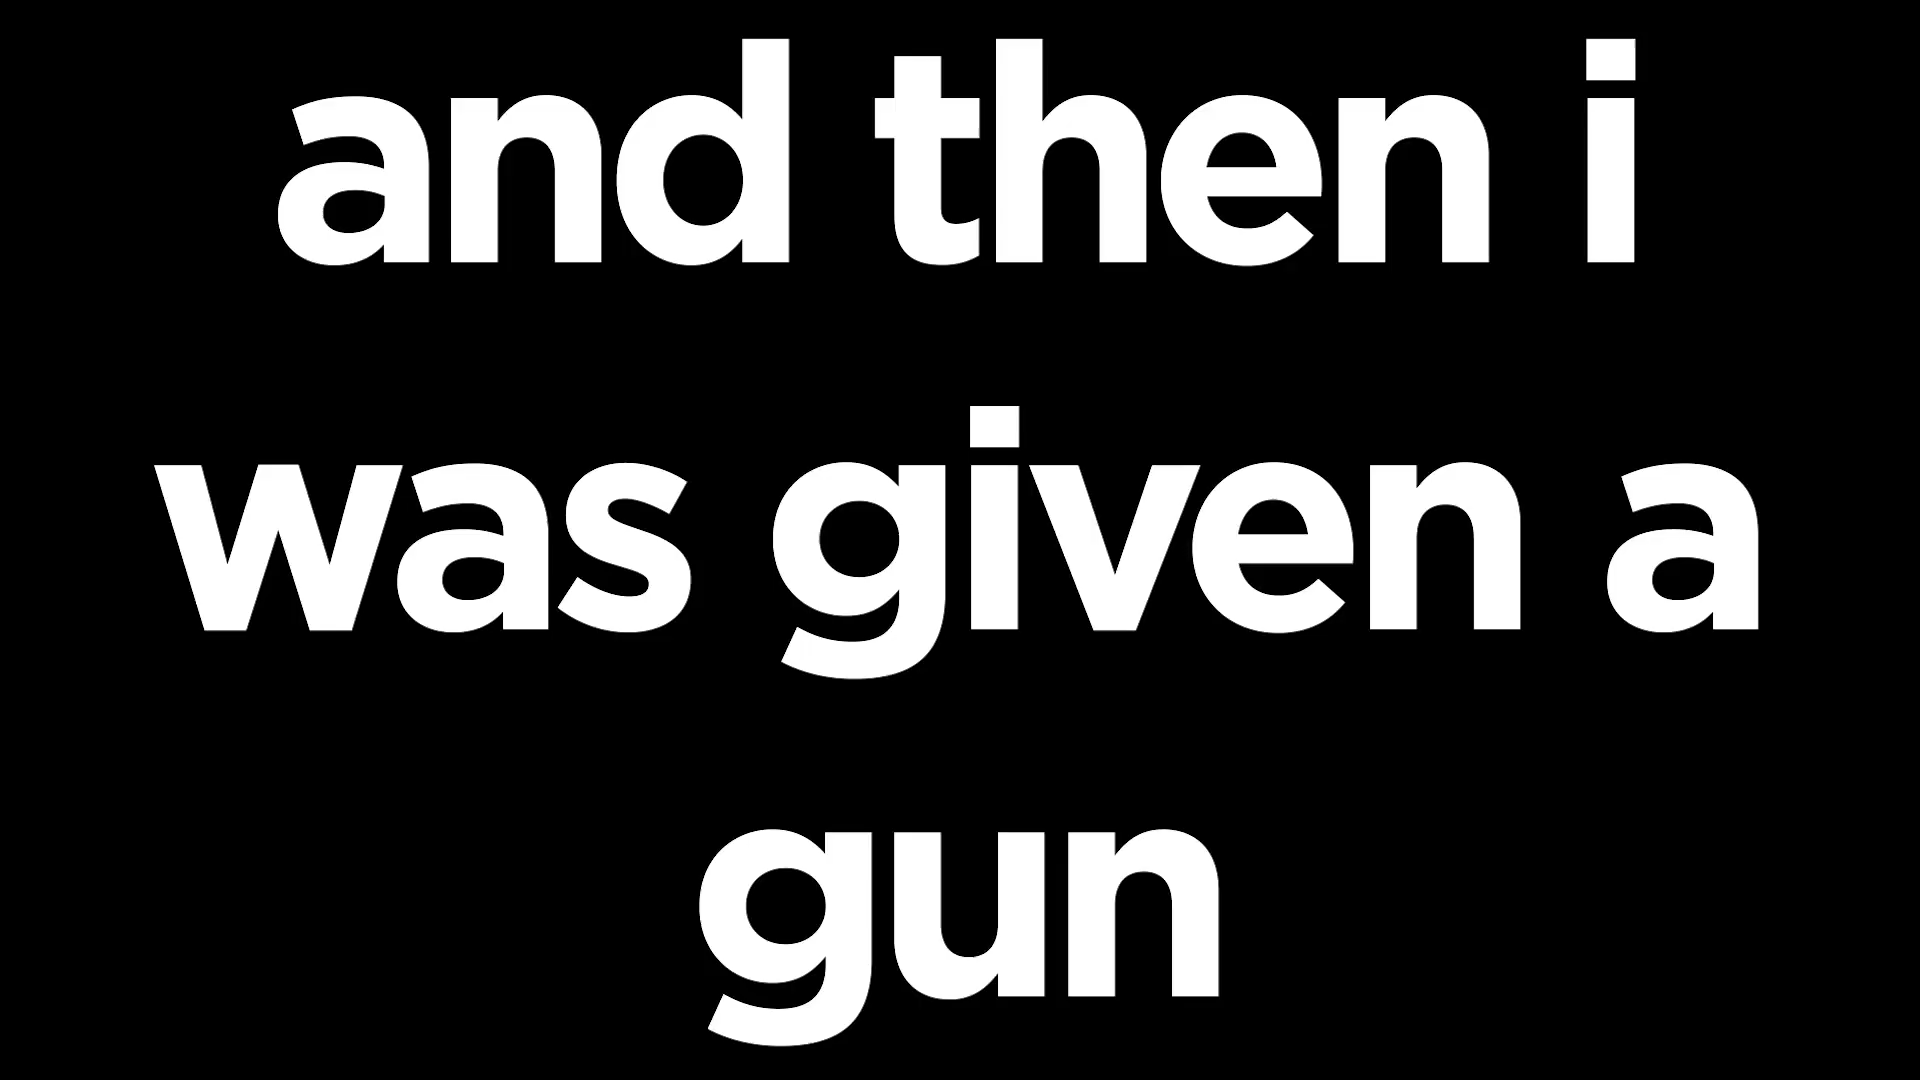 and then i
was given a
gun